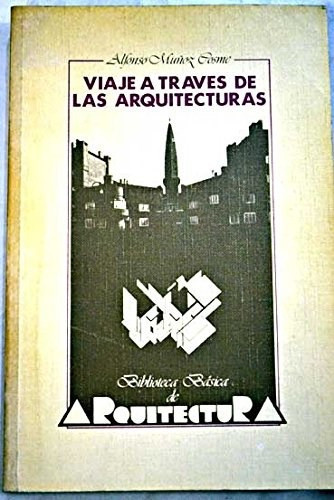 Alfonso Muñoz Cosme
VIAJE A TRAVES DE
LAS ARQUITECTURAS
Biblioteca Básica
de
ARQUITECTURA